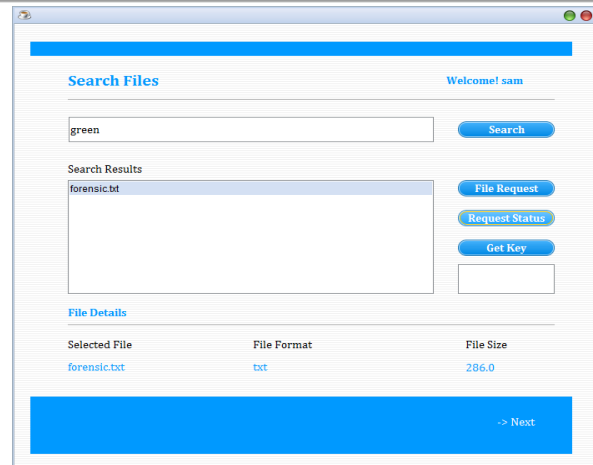 Search Files
Welcome! sam
green
Search
Search Results
forensic.txt
File Request
Request Status
Get Key
File Details
Selected File
File Format
File Size
forensic.txt
txt
286.0
-> Next